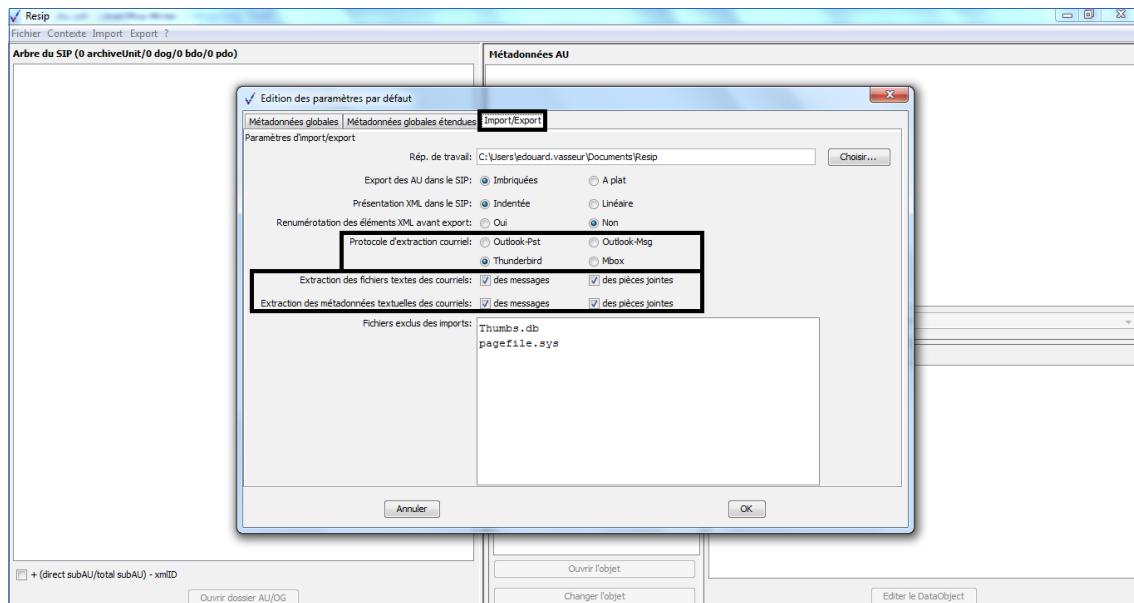 Resip
Fichier Contexte Import Export ?
Arbre du SIP (0 archiveUnit/0 dog/0 bdo/0 pdo)
Métadonnées AU
Edition des paramètres par défaut
Métadonnées globales Métadonnées globales étendues Import/Export
Paramètres d'import/export
Rép. de travail: C:\Users\edouard.vasseur\Documents\Resip Choisir...
Export des AU dans le SIP: Imbriquées A plat
Présentation XML dans le SIP: Indentée Linéaire
Renumérotation des éléments XML avant export: Oui Non
Protocole d'extraction courriel: Outlook-Pst Outlook-Msg
Thunderbird Mbox
Extraction des fichiers textes des courriels: des messages des pièces jointes
Extraction des métadonnées textuelles des courriels: des messages des pièces jointes
Fichiers exclus des imports: Thumbs.db
pagefile.sys
Annuler OK
+ (direct subAU/total subAU) - xmlID
Ouvrir dossier AU/OG
Ouvrir l'objet
Changer l'objet
Editer le DataObject